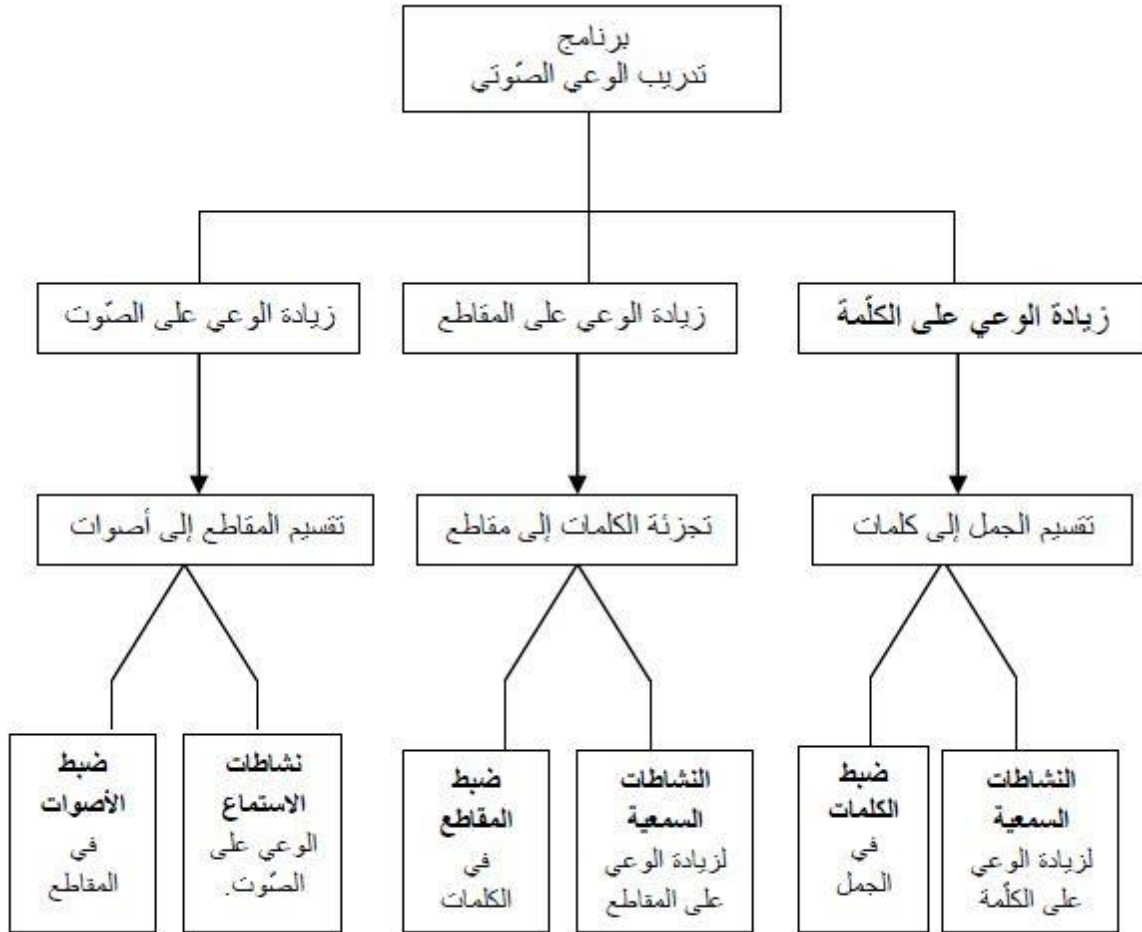 برنامج
تدريب الوعي الصّوتي
زيادة الوعي على الكلّمة
زيادة الوعي على المقاطع
زيادة الوعي على الصّوت
تقسيم الجمل إلى كلمات
تجزئة الكلمات إلى مقاطع
تقسيم المقاطع إلى أصوات
النشاطات
السمعية
لزيادة الوعي
على الكلّمة
ضبط
الكلمات
في
الجمل
النشاطات
السمعية
لزيادة الوعي
على المقاطع
ضبط
المقاطع
في
الكلمات
نشاطات
الاستماع
الوعي على
الصّوت.
ضبط
الأصوات
في
المقاطع